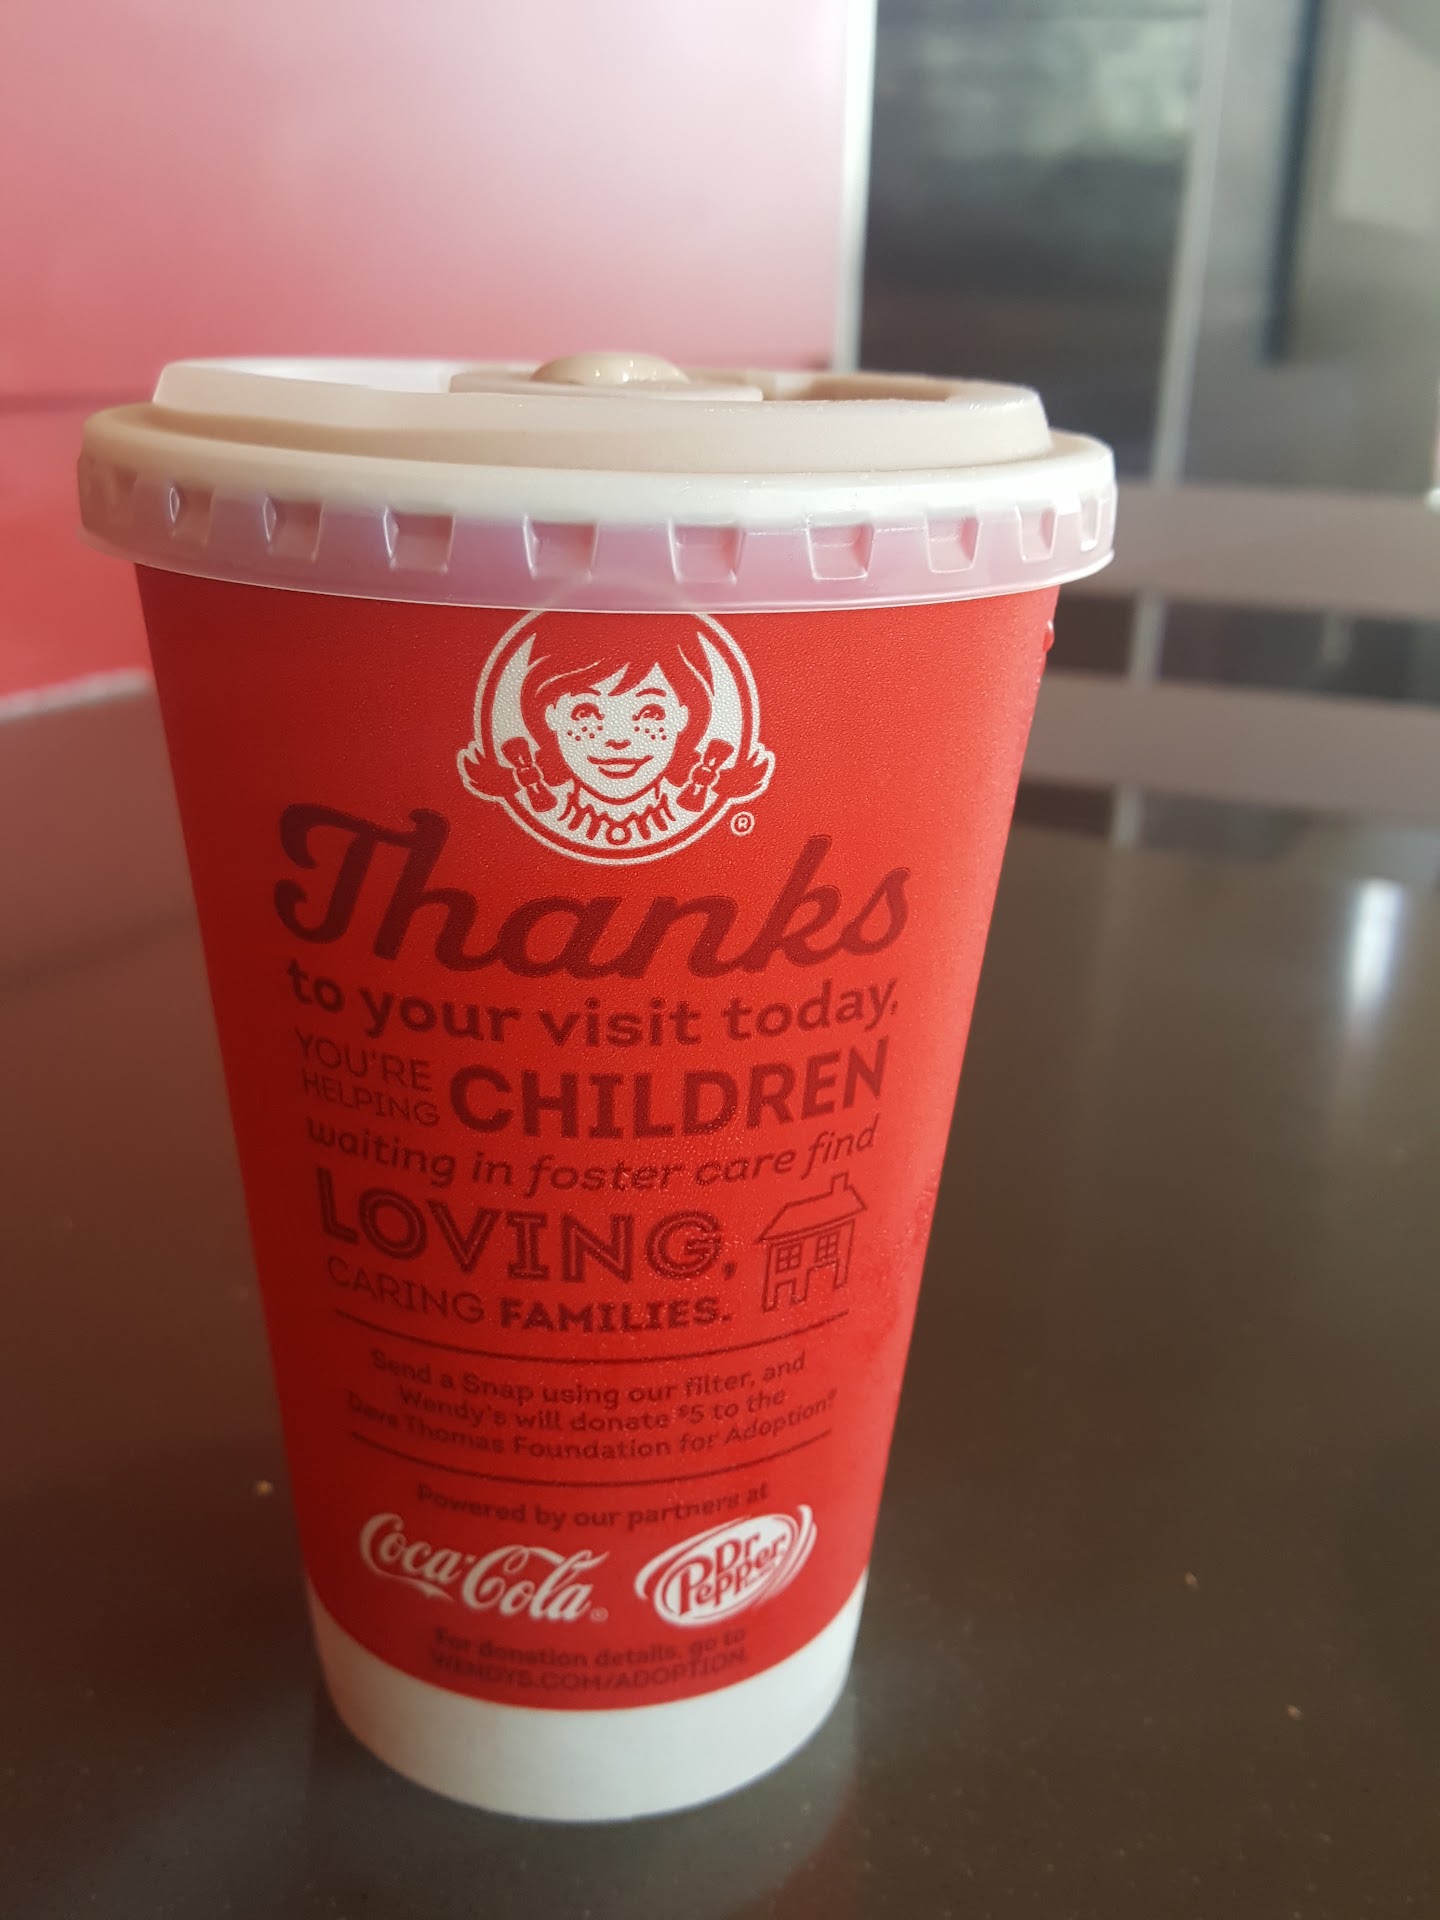 ®
Thanks
to your visit today,
YOU'RE
HELPING CHILDREN
waiting in foster care find
LOVING,
CARING FAMILIES.
Send a Snap using our filter, and
Wendy's will donate $5 to the
Dave Thomas Foundation for Adoption®
Powered by our partners at
Coca-Cola® Dr Pepper
For donation details, go to
WENDYS.COM/ADOPTION.